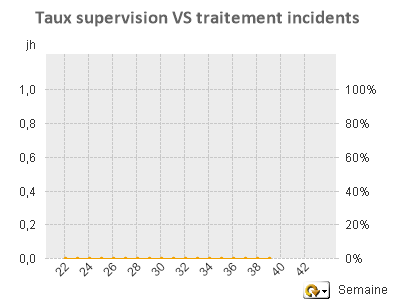 Taux supervision VS traitement incidents
jh
1,0 100%
0,8 80%
0,6 60%
0,4 40%
0,2 20%
0,0 0%
22 24 26 28 30 32 34 36 38 40 42
Semaine